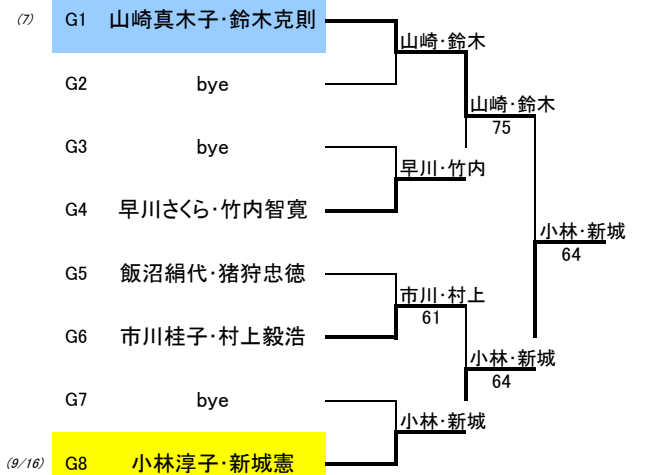 (7) G1 山崎真木子・鈴木克則
山崎・鈴木
G2 bye
山崎・鈴木
75
G3 bye
早川・竹内
G4 早川さくら・竹内智寛
小林・新城
64
G5 飯沼絹代・猪狩忠徳
市川・村上
61
G6 市川桂子・村上毅浩
小林・新城
64
G7 bye
小林・新城
(9/16) G8 小林淳子・新城憲